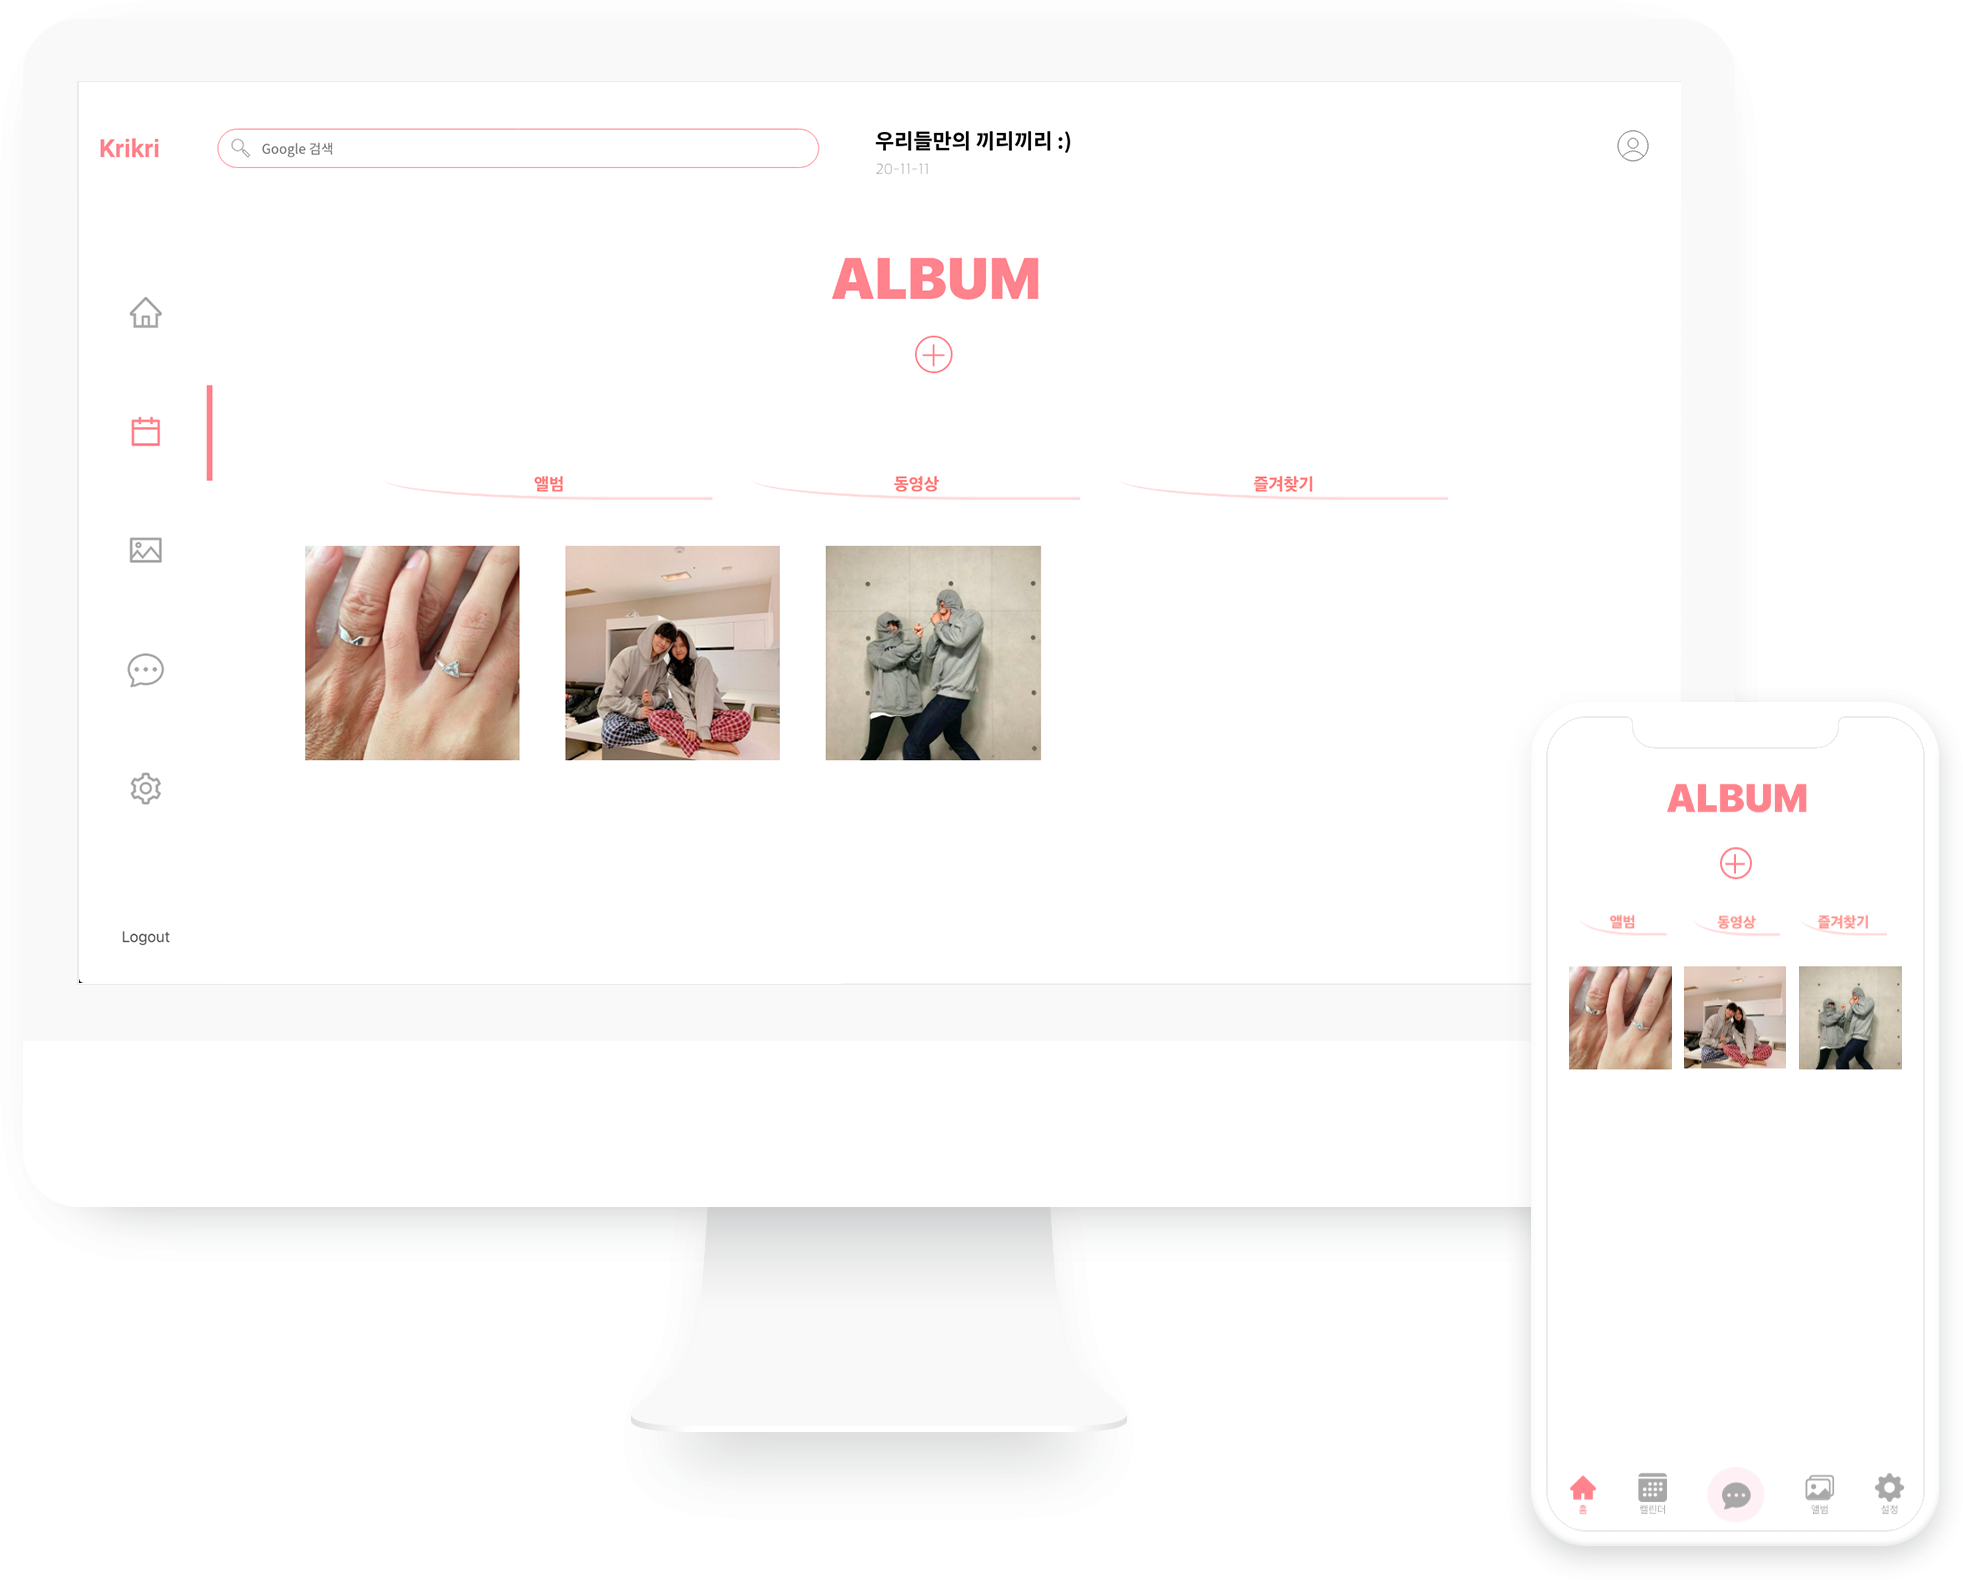 Krikri
Google 검색
우리들만의 끼리끼리 :)
20-11-11
ALBUM
앨범
동영상
즐겨찾기
Logout
ALBUM
앨범
동영상
즐겨찾기
홈
캘린더
앨범
설정